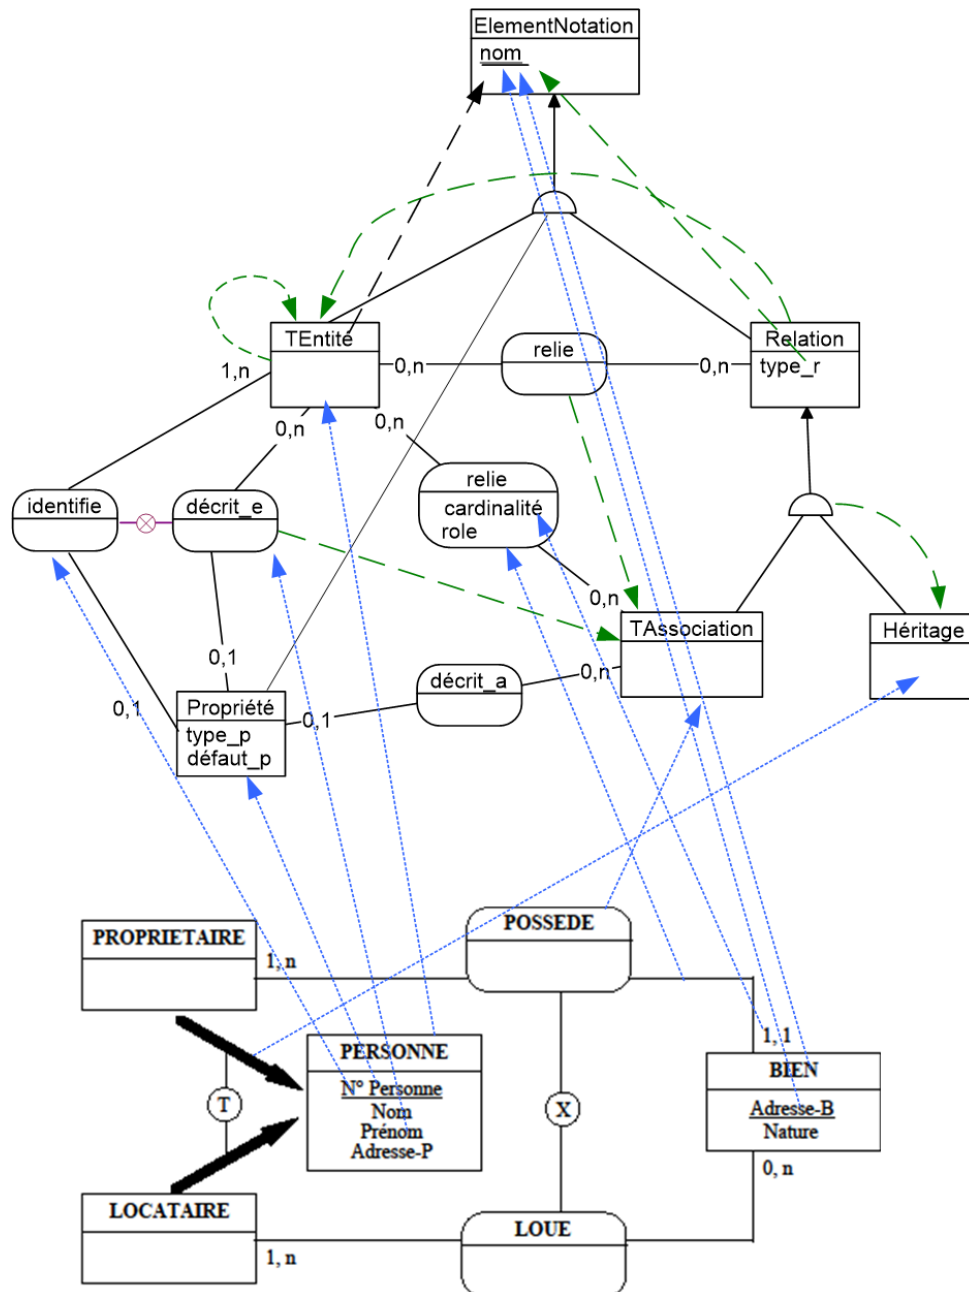 ElementNotation
nom
TEntité
relie
Relation
type_r
1,n
0,n
0,n
0,n
0,n
identifie
décrit_e
relie
cardinalité
role
0,n
TAssociation
Héritage
0,1
0,1
décrit_a
0,n
Propriété
type_p
défaut_p
0,1
PROPRIETAIRE
1, n
POSSEDE
1, 1
PERSONNE
N° Personne
Nom
Prénom
Adresse-P
T
X
BIEN
Adresse-B
Nature
0, n
LOCATAIRE
1, n
LOUE